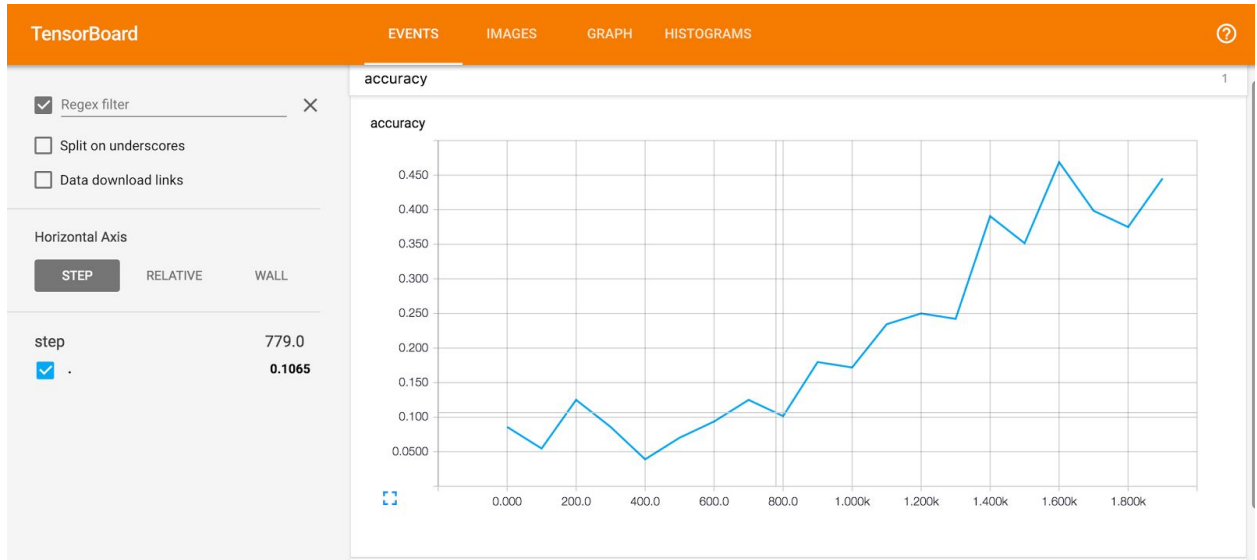 TensorBoard
EVENTS IMAGES GRAPH HISTOGRAMS
Regex filter
Split on underscores
Data download links
Horizontal Axis
STEP RELATIVE WALL
step 779.0
. 0.1065
accuracy 1
accuracy
0.450
0.400
0.350
0.300
0.250
0.200
0.150
0.100
0.0500
0.000 200.0 400.0 600.0 800.0 1.000k 1.200k 1.400k 1.600k 1.800k